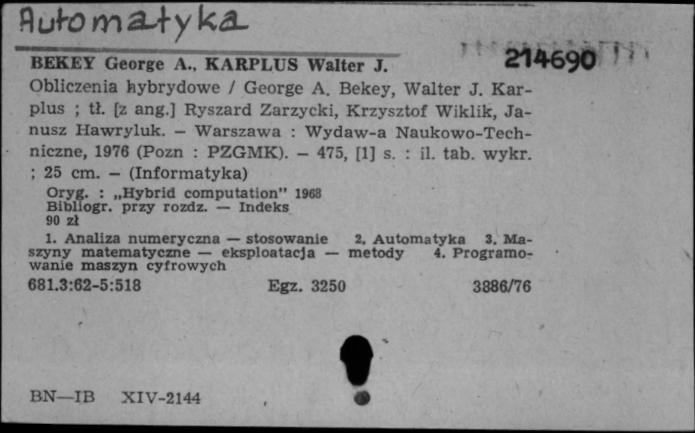 Automatyka
BEKEY George A., KARPLUS Walter J.
214690
Obliczenia hybrydowe / George A. Bekey, Walter J. Kar-
plus ; tł. [z ang.] Ryszard Zarzycki, Krzysztof Wiklik, Ja-
nusz Hawryluk. — Warszawa : Wydaw-a Naukowo-Tech-
niczne, 1976 (Pozn : PZGMK). — 475, [1] s. : il. tab. wykr.
; 25 cm. — (Informatyka)
Oryg. : „Hybrid computation” 1968
Bibliogr. przy rozdz. — Indeks
90 zł
1. Analiza numeryczna — stosowanie 2. Automatyka 3. Ma-
szyny matematyczne — eksploatacja — metody 4. Programo-
wanie maszyn cyfrowych
681.3:62-5:518 Egz. 3250 3886/76
BN—IB XIV-2144